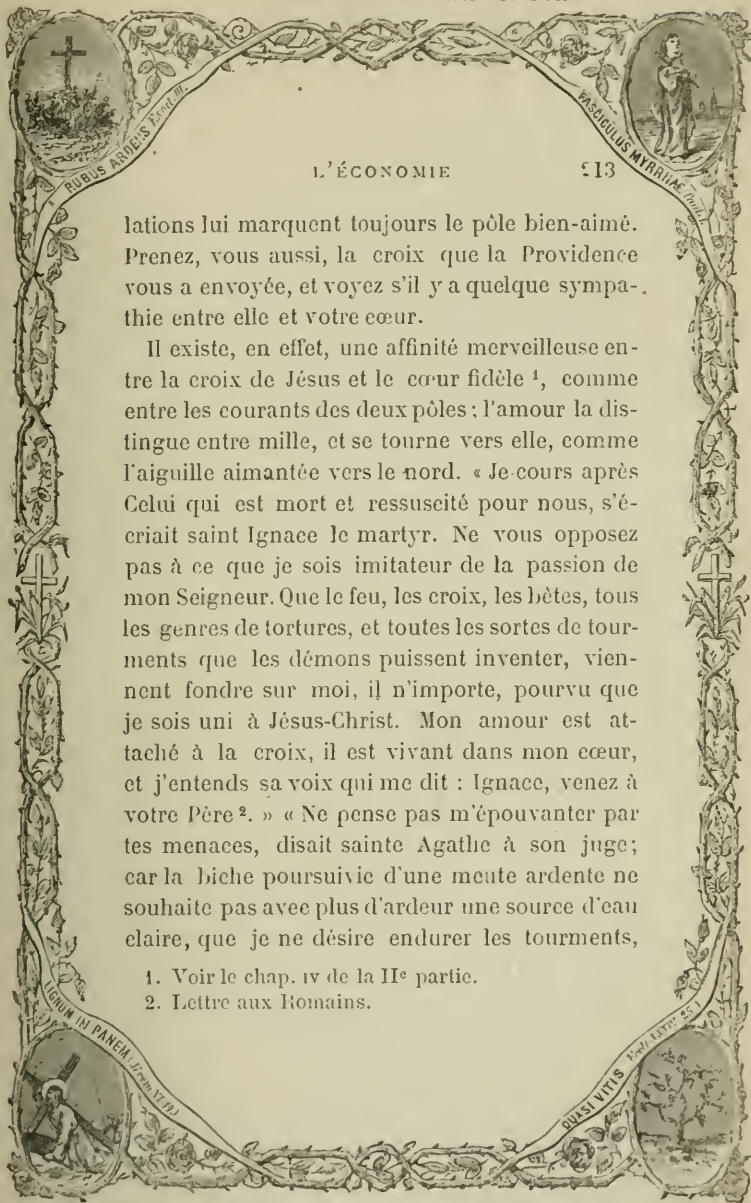 RUBUS ARDENS Exod. III.
FASCICULUS MYRRHAE
L'ÉCONOMIE 213
lations lui marquent toujours le pôle bien-aimé.
Prenez, vous aussi, la croix que la Providence
vous a envoyée, et voyez s'il y a quelque sympa-
thie entre elle et votre cœur.
Il existe, en effet, une affinité merveilleuse en-
tre la croix de Jésus et le cœur fidèle ¹, comme
entre les courants des deux pôles ; l'amour la dis-
tingue entre mille, et se tourne vers elle, comme
l'aiguille aimantée vers le nord. « Je cours après
Celui qui est mort et ressuscité pour nous, s'é-
criait saint Ignace le martyr. Ne vous opposez
pas à ce que je sois imitateur de la passion de
mon Seigneur. Que le feu, les croix, les bêtes, tous
les genres de tortures, et toutes les sortes de tour-
ments que les démons puissent inventer, vien-
nent fondre sur moi, il n'importe, pourvu que
je sois uni à Jésus-Christ. Mon amour est at-
taché à la croix, il est vivant dans mon cœur,
et j'entends sa voix qui me dit : Ignace, venez à
votre Père ². » « Ne pense pas m'épouvanter par
tes menaces, disait sainte Agathe à son juge ;
car la biche poursuivie d'une meute ardente ne
souhaite pas avec plus d'ardeur une source d'eau
claire, que je ne désire endurer les tourments,
1. Voir le chap. IV de la IIe partie.
2. Lettre aux Romains.
LIGNUM IN PANEM
QUASI VITIS